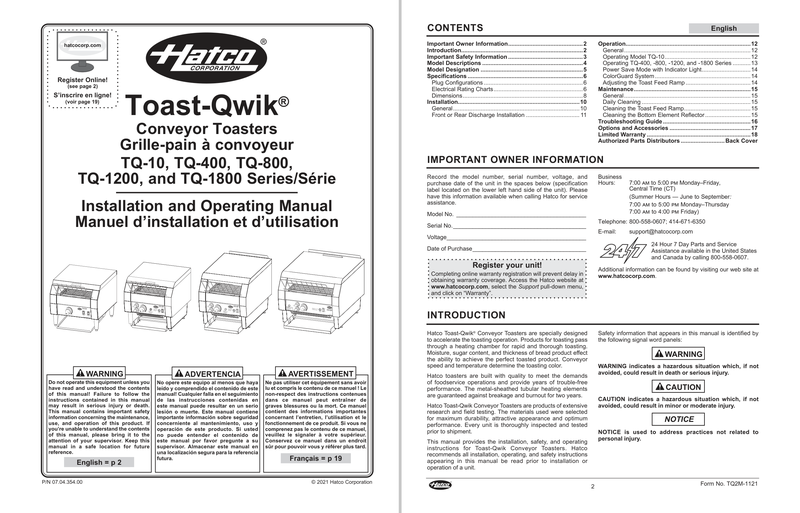 hatcocorp.com
Register Online!
(see page 2)
S'inscrire en ligne!
(voir page 19)
Hatco®
CORPORATION
Toast-Qwik®
Conveyor Toasters
Grille-pain à convoyeur
TQ-10, TQ-400, TQ-800,
TQ-1200, and TQ-1800 Series/Série
Installation and Operating Manual
Manuel d'installation et d'utilisation
WARNING
Do not operate this equipment unless you
have read and understood the contents
of this manual! Failure to follow the
instructions contained in this manual
may result in serious injury or death.
This manual contains important safety
information concerning the maintenance,
use, and operation of this product. If
you're unable to understand the contents
of this manual, please bring it to the
attention of your supervisor. Keep this
manual in a safe location for future
reference.
English = p 2
ADVERTENCIA
No opere este equipo al menos que haya
leído y comprendido el contenido de este
manual! Cualquier falla en el seguimiento
de las instrucciones contenidas en
este manual puede resultar en un serio
lesión o muerte. Este manual contiene
importante información sobre seguridad
concerniente al mantenimiento, uso y
operación de este producto. Si usted
no puede entender el contenido de
este manual por favor pregunte a su
supervisor. Almacenar este manual en
una localización segura para la referencia
futura.
AVERTISSEMENT
Ne pas utiliser cet équipement sans avoir
lu et compris le contenu de ce manuel ! Le
non-respect des instructions contenues
dans ce manuel peut entraîner de
graves blessures ou la mort. Ce manuel
contient des informations importantes
concernant l'entretien, l'utilisation et le
fonctionnement de ce produit. Si vous ne
comprenez pas le contenu de ce manuel,
veuillez le signaler à votre supérieur.
Conservez ce manuel dans un endroit
sûr pour pouvoir vous y référer plus tard.
Français = p 19
P/N 07.04.354.00
© 2021 Hatco Corporation
CONTENTS
English
Important Owner Information 2
Introduction 2
Important Safety Information 3
Model Descriptions 4
Model Designation 5
Specifications 6
Plug Configurations 6
Electrical Rating Charts 6
Dimensions 8
Installation 10
General 10
Front or Rear Discharge Installation 11
Operation 12
General 12
Operating Model TQ-10 12
Operating TQ-400, -800, -1200, and -1800 Series 13
Power Save Mode with Indicator Light 14
ColorGuard System 14
Adjusting the Toast Feed Ramp 14
Maintenance 15
General 15
Daily Cleaning 15
Cleaning the Toast Feed Ramp 15
Cleaning the Bottom Element Reflector 15
Troubleshooting Guide 16
Options and Accessories 17
Limited Warranty 18
Authorized Parts Distributors Back Cover
IMPORTANT OWNER INFORMATION
Record the model number, serial number, voltage, and
purchase date of the unit in the spaces below (specification
label located on the lower left hand side of the unit). Please
have this information available when calling Hatco for service
assistance.
Model No.
Serial No.
Voltage
Date of Purchase
Register your unit!
Completing online warranty registration will prevent delay in
obtaining warranty coverage. Access the Hatco website at
www.hatcocorp.com, select the Support pull-down menu,
and click on "Warranty".
Business
Hours: 7:00 AM to 5:00 PM Monday–Friday,
Central Time (CT)
(Summer Hours — June to September:
7:00 AM to 5:00 PM Monday–Thursday
7:00 AM to 4:00 PM Friday)
Telephone: 800-558-0607; 414-671-6350
E-mail: support@hatcocorp.com
24/7
24 Hour 7 Day Parts and Service
Assistance available in the United States
and Canada by calling 800-558-0607.
Additional information can be found by visiting our web site at
www.hatcocorp.com.
INTRODUCTION
Hatco Toast-Qwik® Conveyor Toasters are specially designed
to accelerate the toasting operation. Products for toasting pass
through a heating chamber for rapid and thorough toasting.
Moisture, sugar content, and thickness of bread product effect
the ability to achieve the perfect toasted product. Conveyor
speed and temperature determine the toasting color.
Hatco toasters are built with quality to meet the demands
of foodservice operations and provide years of trouble-free
performance. The metal-sheathed tubular heating elements
are guaranteed against breakage and burnout for two years.
Hatco Toast-Qwik Conveyor Toasters are products of extensive
research and field testing. The materials used were selected
for maximum durability, attractive appearance and optimum
performance. Every unit is thoroughly inspected and tested
prior to shipment.
This manual provides the installation, safety, and operating
instructions for Toast-Qwik Conveyor Toasters. Hatco
recommends all installation, operating, and safety instructions
appearing in this manual be read prior to installation or
operation of a unit.
Safety information that appears in this manual is identified by
the following signal word panels:
WARNING
WARNING indicates a hazardous situation which, if not
avoided, could result in death or serious injury.
CAUTION
CAUTION indicates a hazardous situation which, if not
avoided, could result in minor or moderate injury.
NOTICE
NOTICE is used to address practices not related to
personal injury.
Hatco
2
Form No. TQ2M-1121